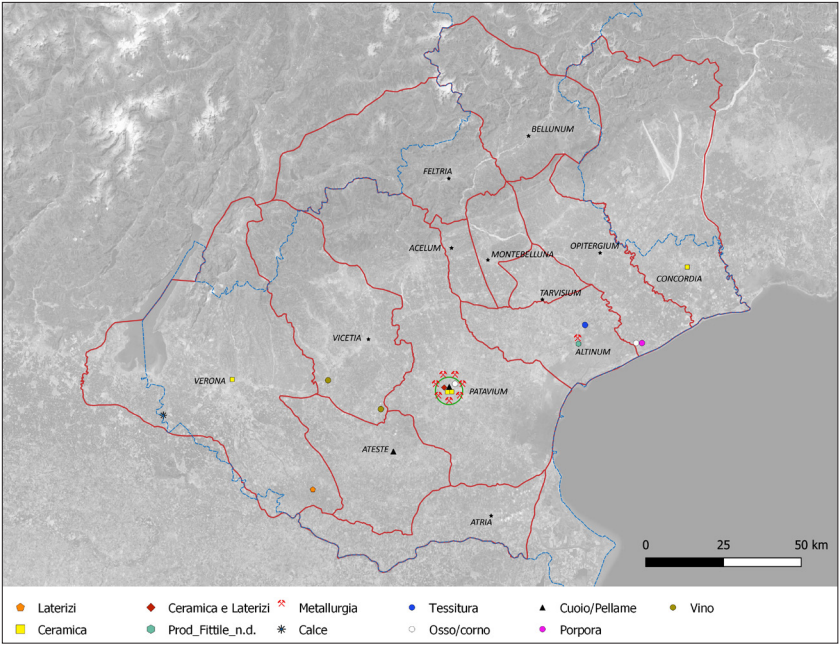 BELLUNUM
FELTRIA
ACELUM
MONTEBELLUNA
OPITERGIUM
CONCORDIA
TARVISIUM
VICETIA
ALTINUM
VERONA
PATAVIUM
ATESTE
ATRIA
0 25 50 km
Laterizi Ceramica e Laterizi Metallurgia Tessitura Cuoio/Pellame Vino
Ceramica Prod_Fittile_n.d. Calce Osso/corno Porpora